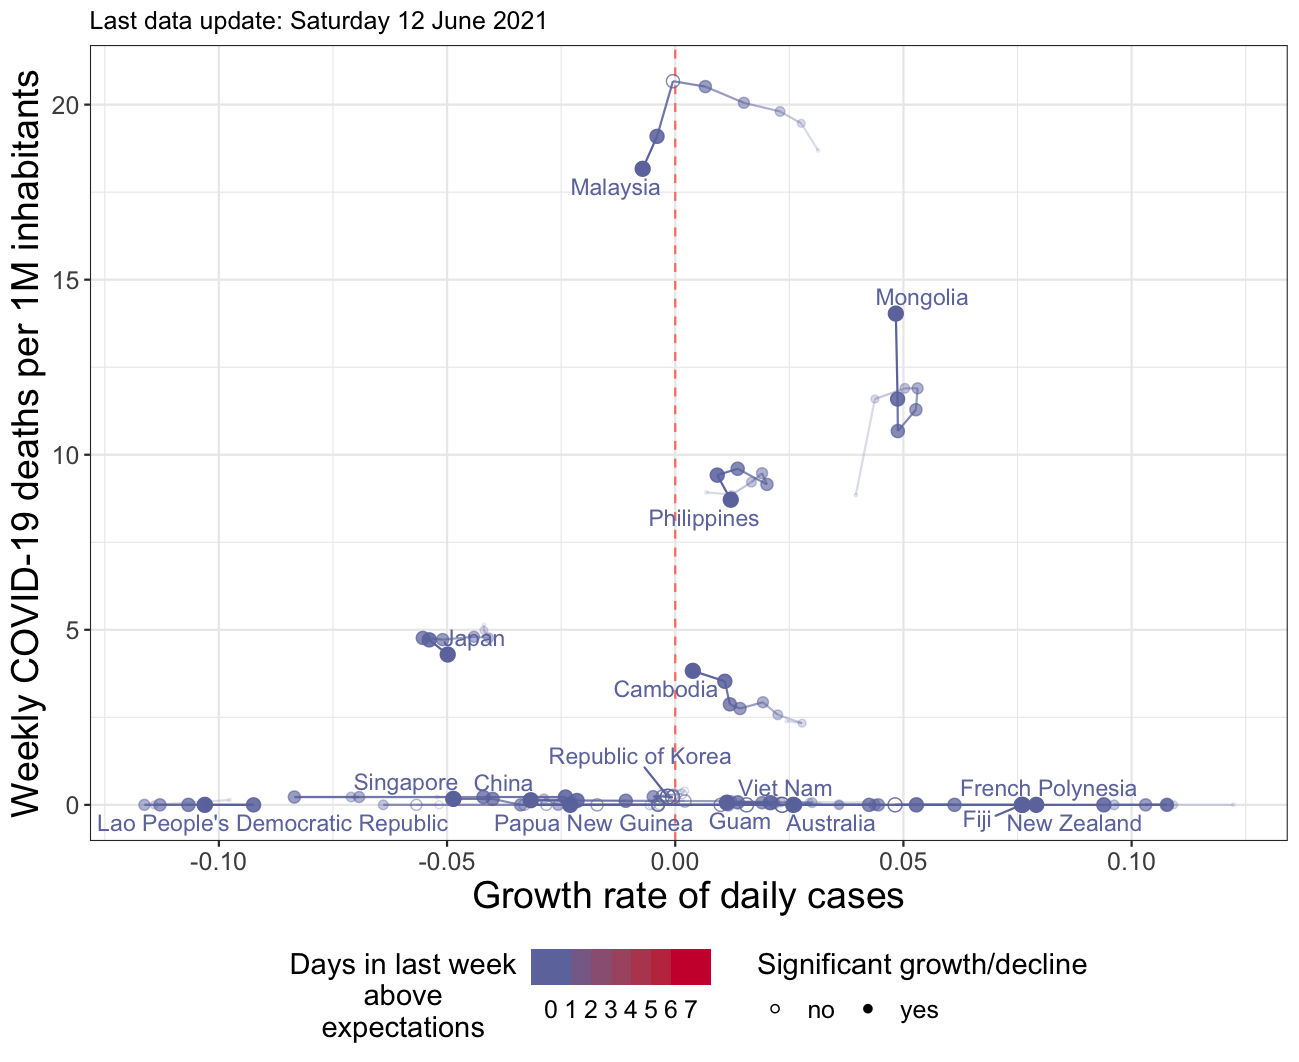 Last data update: Saturday 12 June 2021
Weekly COVID-19 deaths per 1M inhabitants
20
15
10
5
0
Malaysia
Mongolia
Philippines
Japan
Cambodia
Republic of Korea
Singapore
China
Viet Nam
French Polynesia
Lao People's Democratic Republic
Papua New Guinea
Guam
Australia
Fiji
New Zealand
-0.10
-0.05
0.00
0.05
0.10
Growth rate of daily cases
Days in last week
above
expectations
0 1 2 3 4 5 6 7
Significant growth/decline
no
yes